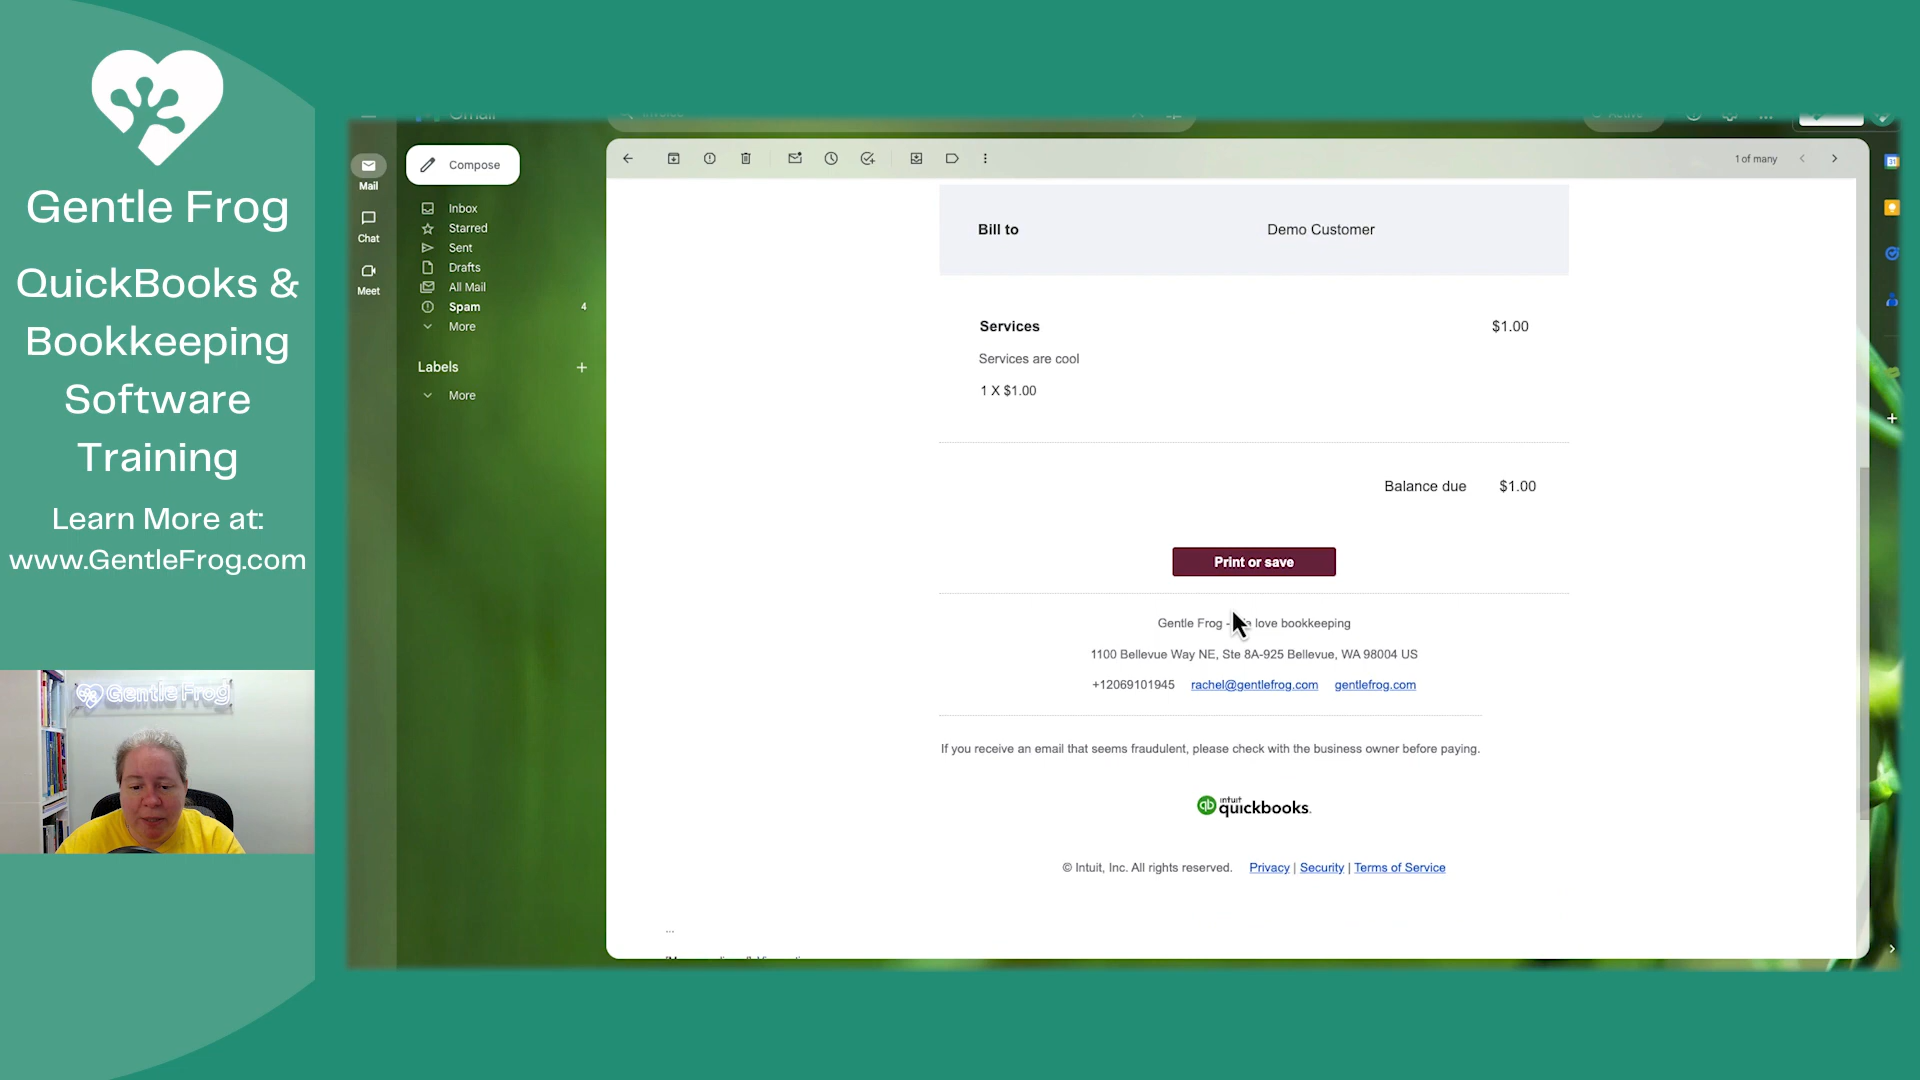 Gentle Frog
QuickBooks &
Bookkeeping
Software
Training
Learn More at:
www.GentleFrog.com
Gentle Frog
Gmail
Mail
Chat
Meet
Compose
Inbox
Starred
Sent
Drafts
All Mail
Spam 4
More
Labels
More
1 of many
Bill to Demo Customer
Services $1.00
Services are cool
1 X $1.00
Balance due $1.00
Print or save
Gentle Frog - love bookkeeping
1100 Bellevue Way NE, Ste 8A-925 Bellevue, WA 98004 US
+12069101945 rachel@gentlefrog.com gentlefrog.com
If you receive an email that seems fraudulent, please check with the business owner before paying.
intuit
quickbooks.
© Intuit, Inc. All rights reserved. Privacy | Security | Terms of Service
...